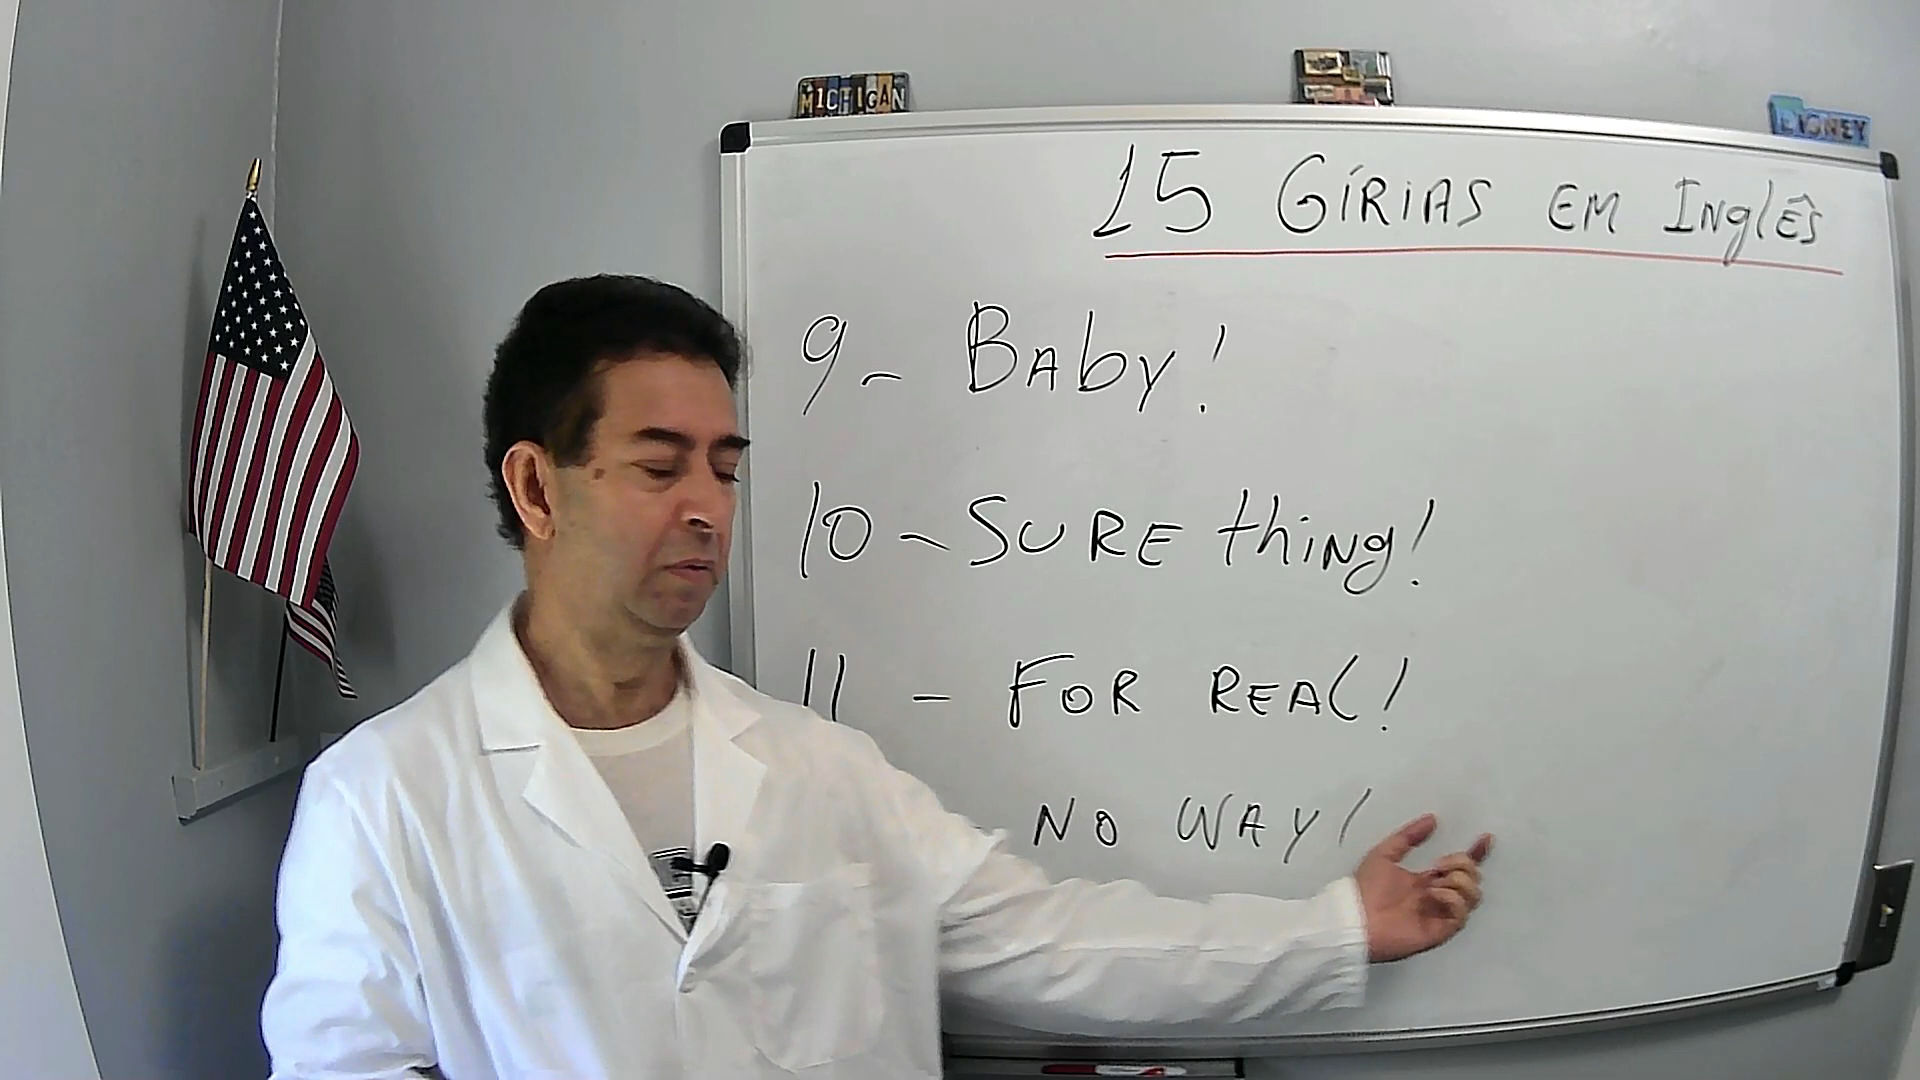 MICHIGAN
DISNEY
15 GÍRIAS EM INGLÊS
9- BABY!
10- SURE thing!
11 - FOR REAL!
NO WAY!